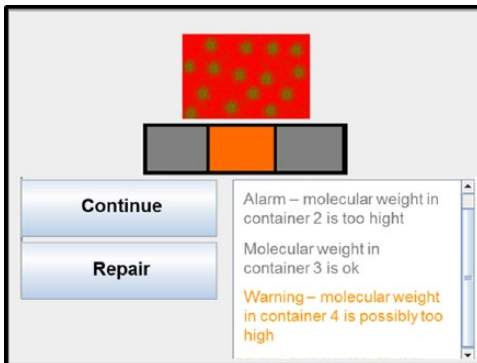 Continue
Repair
Alarm – molecular weight in
container 2 is too hight
Molecular weight in
container 3 is ok
Warning – molecular weight
in container 4 is possibly too
high